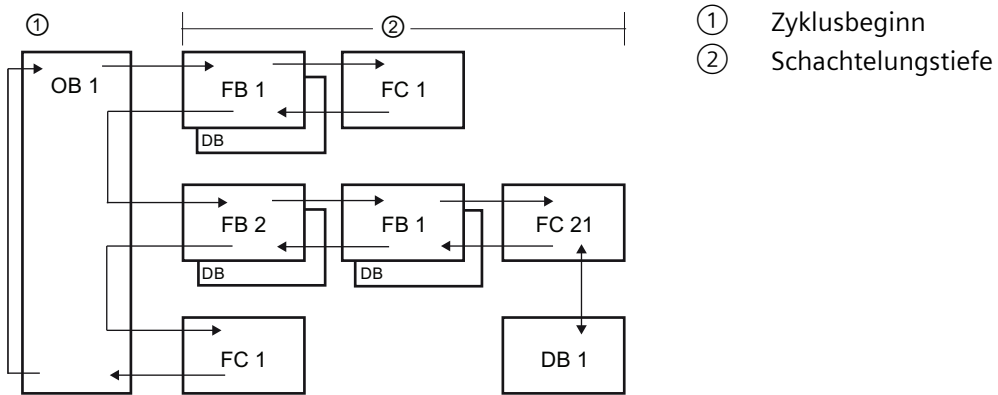 ① ②
OB 1 FB 1 FC 1
DB
FB 2 FB 1 FC 21
DB DB
FC 1 DB 1
① Zyklusbeginn
② Schachtelungstiefe